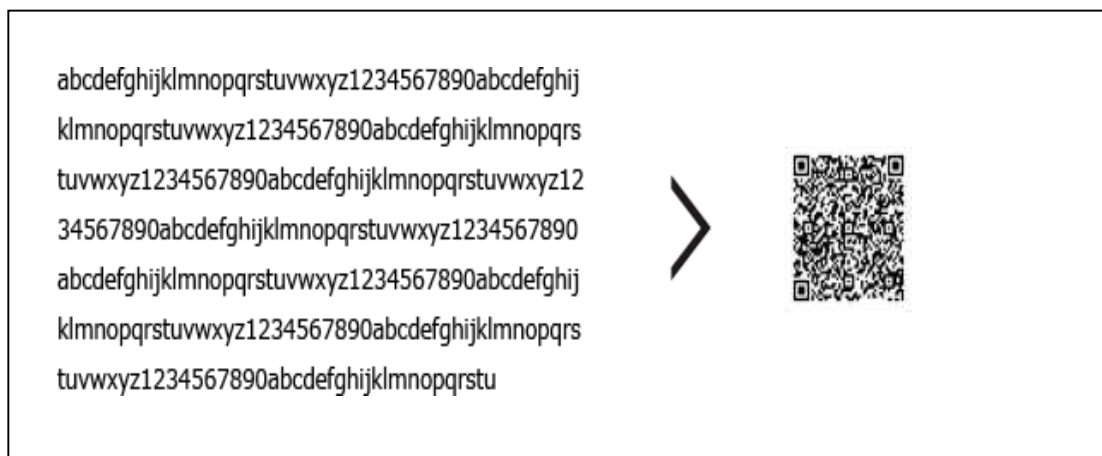 abcdefghijklmnopqrstuvwxyz1234567890abcdefghij
klmnopqrstuvwxyz1234567890abcdefghijklmnopqrs
tuvwxyz1234567890abcdefghijklmnopqrstuvwxyz12
34567890abcdefghijklmnopqrstuvwxyz1234567890
abcdefghijklmnopqrstuvwxyz1234567890abcdefghij
klmnopqrstuvwxyz1234567890abcdefghijklmnopqrs
tuvwxyz1234567890abcdefghijklmnopqrstu